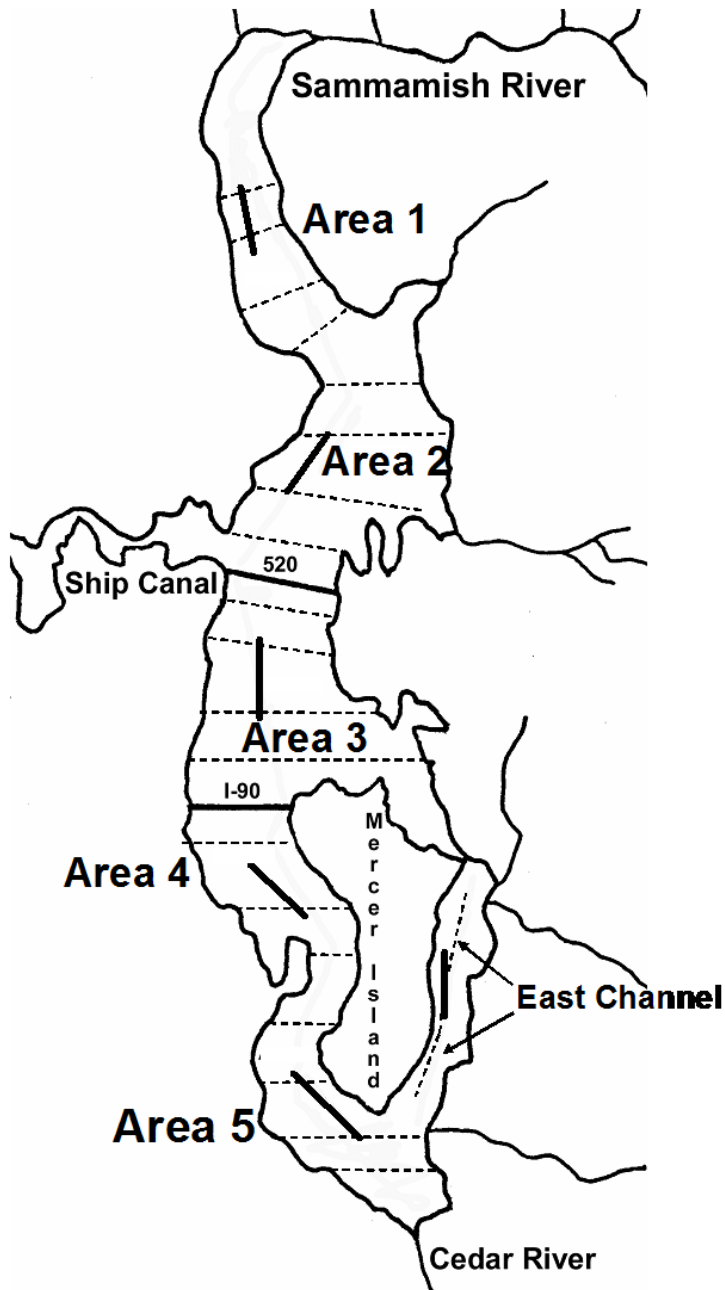 Sammamish River
Area 1
Area 2
520
Ship Canal
Area 3
I-90
Mercer Island
Area 4
East Channel
Area 5
Cedar River